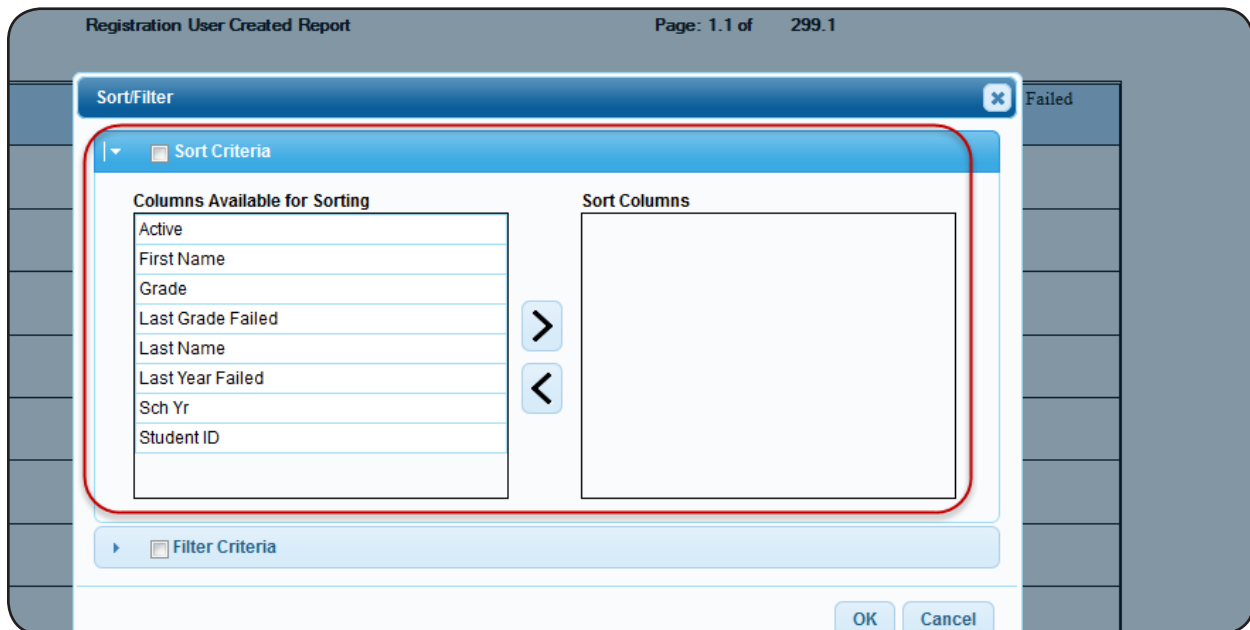 Registration User Created Report Page: 1.1 of 299.1
Sort/Filter
Failed
Sort Criteria
Columns Available for Sorting Sort Columns
Active
First Name
Grade
Last Grade Failed
Last Name
Last Year Failed
Sch Yr
Student ID
Filter Criteria
OK Cancel